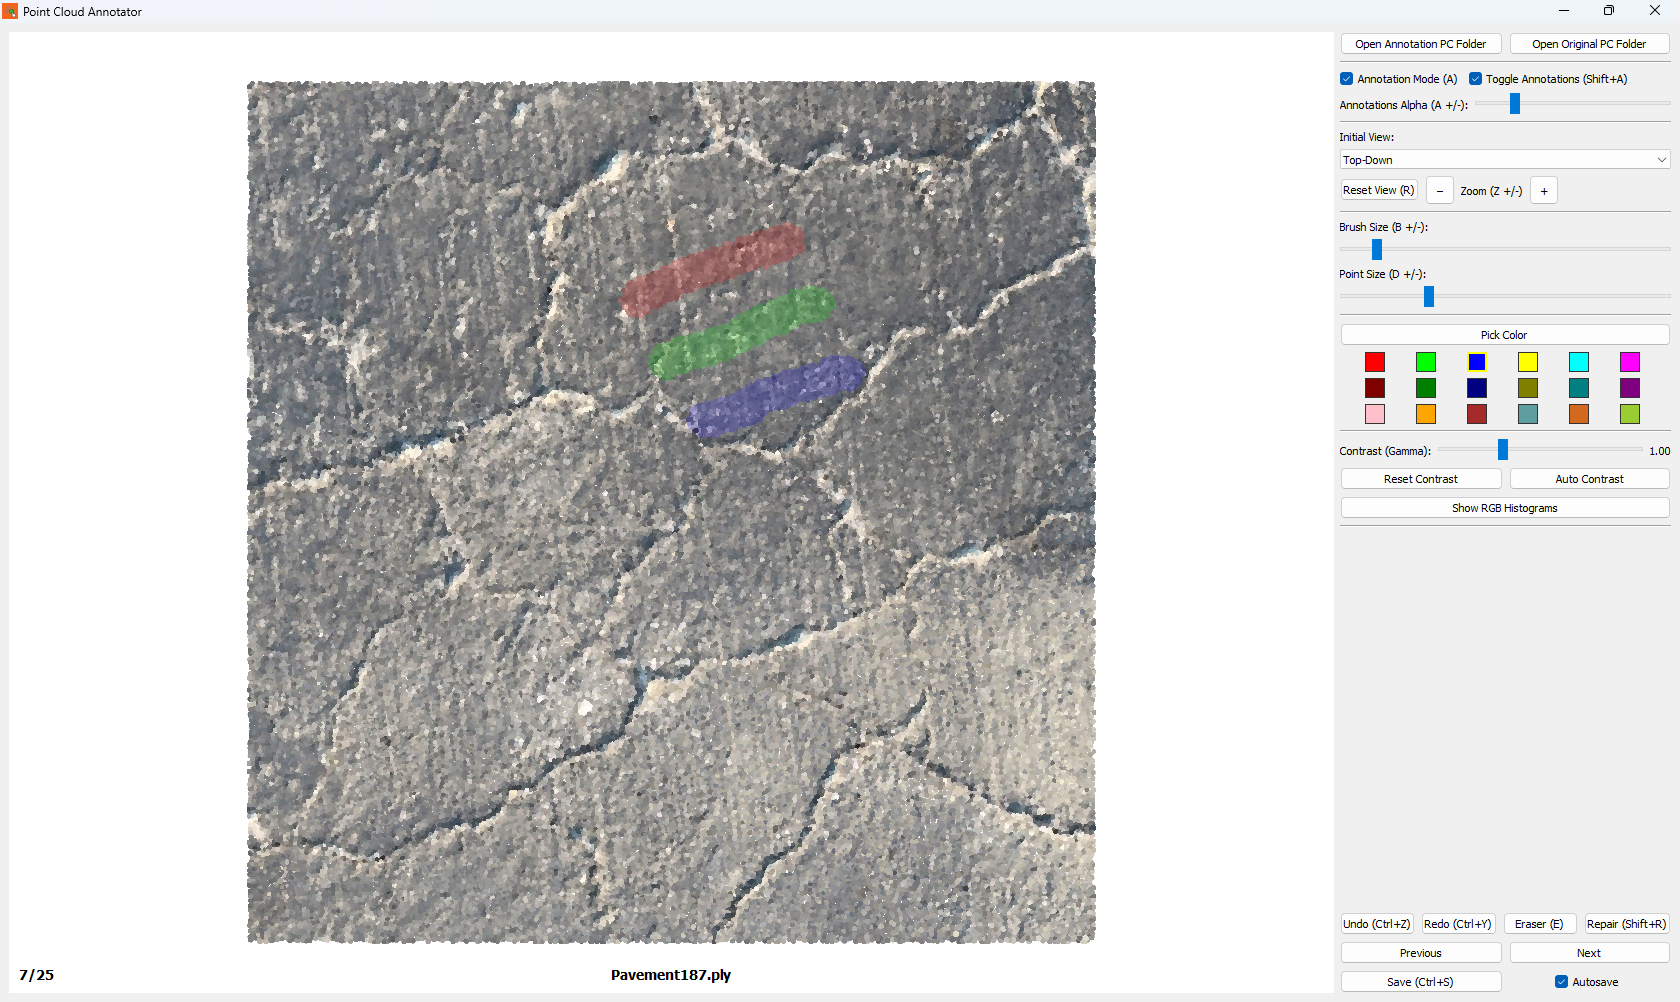 Point Cloud Annotator
Open Annotation PC Folder
Open Original PC Folder
Annotation Mode (A)
Toggle Annotations (Shift+A)
Annotations Alpha (A +/-):
Initial View:
Top-Down
Reset View (R)
–
Zoom (Z +/-)
+
Brush Size (B +/-):
Point Size (D +/-):
Pick Color
Contrast (Gamma):
1.00
Reset Contrast
Auto Contrast
Show RGB Histograms
Undo (Ctrl+Z)
Redo (Ctrl+Y)
Eraser (E)
Repair (Shift+R)
Previous
Next
Save (Ctrl+S)
Autosave
7/25
Pavement187.ply